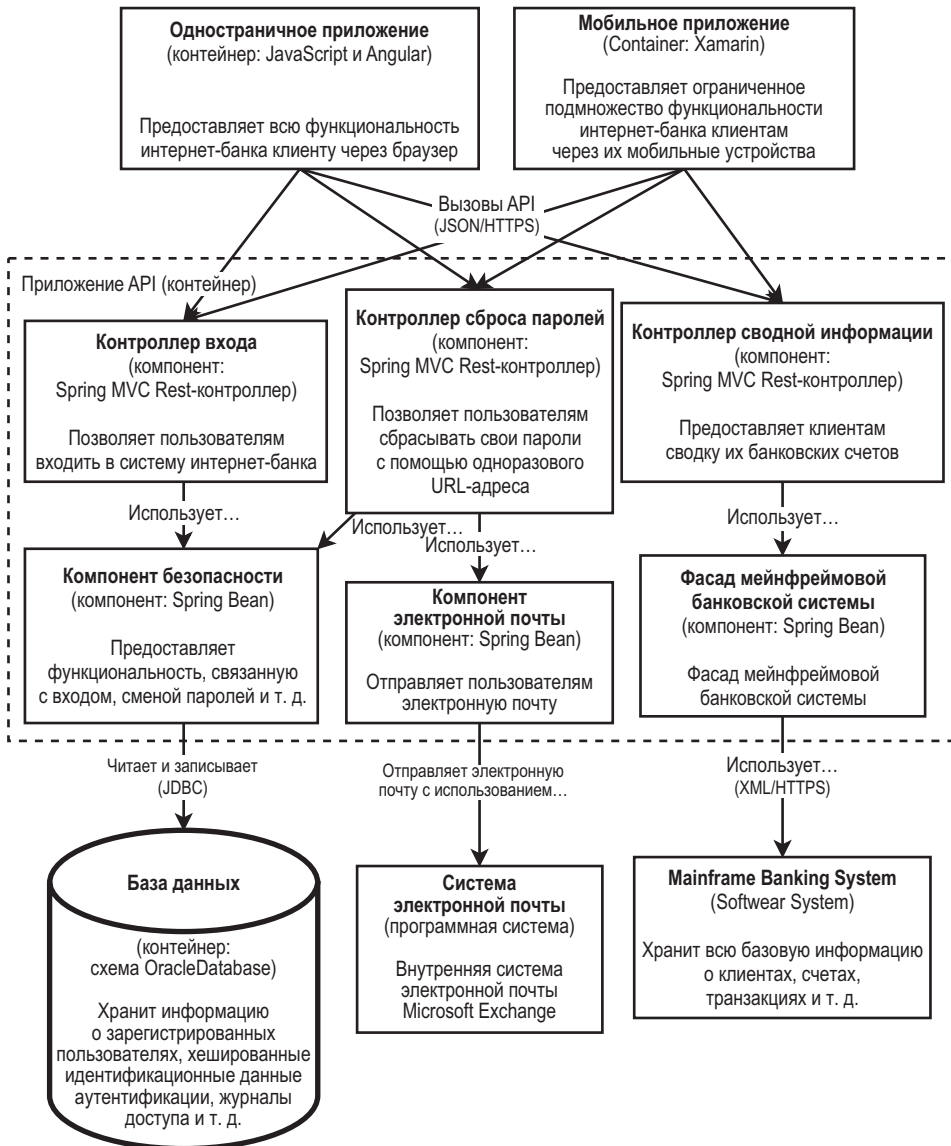 Одностраничное приложение
(контейнер: JavaScript и Angular)
Предоставляет всю функциональность
интернет-банка клиенту через браузер
Мобильное приложение
(Container: Xamarin)
Предоставляет ограниченное
подмножество функциональности
интернет-банка клиентам
через их мобильные устройства
Вызовы API
(JSON/HTTPS)
Приложение API (контейнер)
Контроллер входа
(компонент:
Spring MVC Rest-контроллер)
Позволяет пользователям
входить в систему интернет-банка
Контроллер сброса паролей
(компонент:
Spring MVC Rest-контроллер)
Позволяет пользователям
сбрасывать свои пароли
с помощью одноразового
URL-адреса
Контроллер сводной информации
(компонент:
Spring MVC Rest-контроллер)
Предоставляет клиентам
сводку их банковских счетов
Использует…
Использует…
Использует…
Использует…
Компонент безопасности
(компонент: Spring Bean)
Предоставляет
функциональность, связанную
с входом, сменой паролей и т. д.
Компонент
электронной почты
(компонент: Spring Bean)
Отправляет пользователям
электронную почту
Фасад мейнфреймовой
банковской системы
(компонент: Spring Bean)
Фасад мейнфреймовой
банковской системы
Читает и записывает
(JDBC)
Отправляет электронную
почту с использованием…
Использует…
(XML/HTTPS)
База данных
(контейнер:
схема OracleDatabase)
Хранит информацию
о зарегистрированных
пользователях, хешированные
идентификационные данные
аутентификации, журналы
доступа и т. д.
Система
электронной почты
(программная система)
Внутренняя система
электронной почты
Microsoft Exchange
Mainframe Banking System
(Softwear System)
Хранит всю базовую информацию
о клиентах, счетах,
транзакциях и т. д.